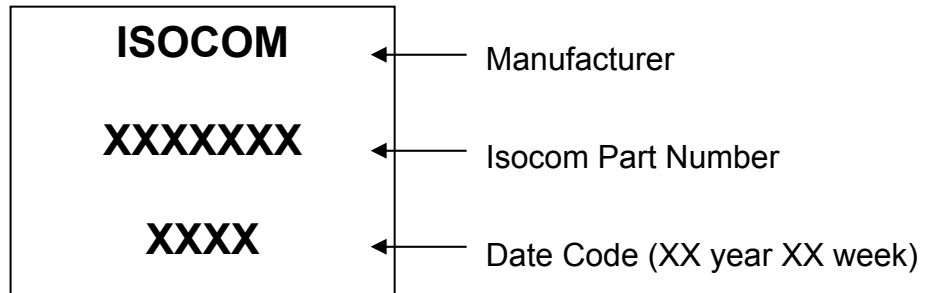 ISOCOM
Manufacturer
XXXXXXX
Isocom Part Number
XXXX
Date Code (XX year XX week)